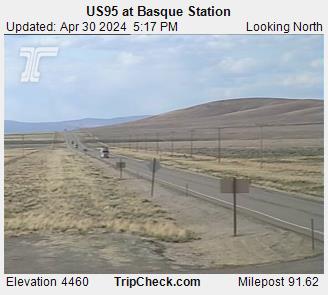 US95 at Basque Station
Updated: Apr 30 2024 5:17 PM Looking North
Elevation 4460 TripCheck.com Milepost 91.62